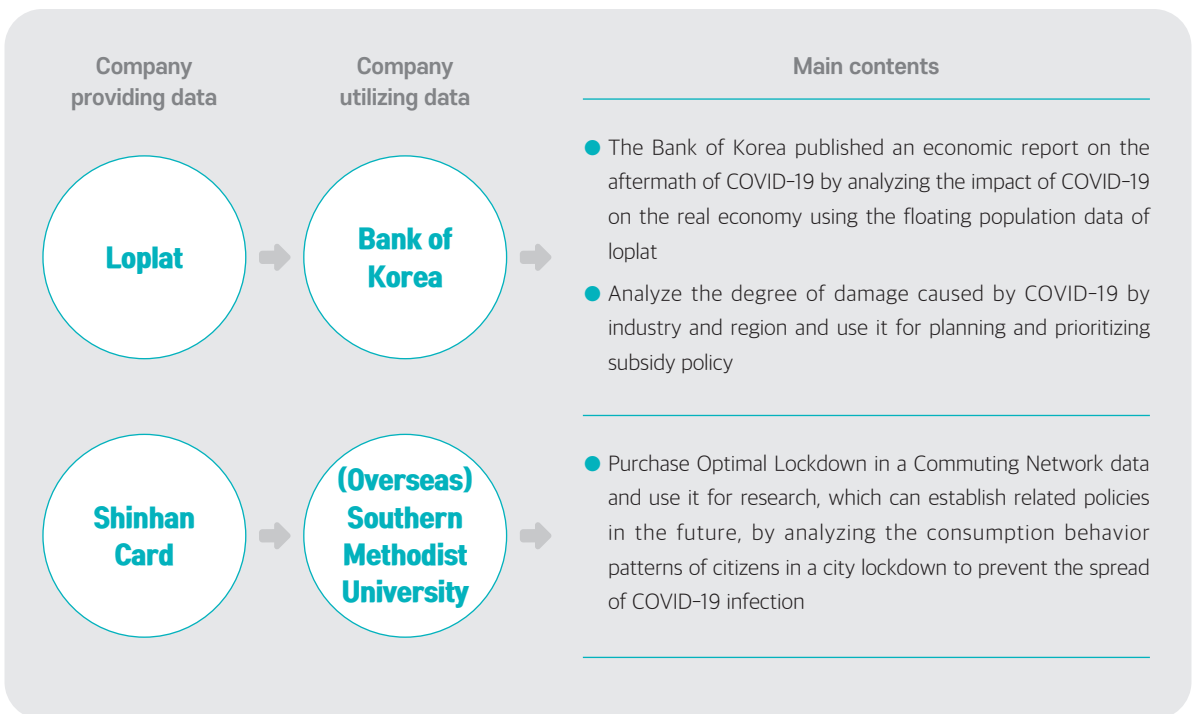 Company
providing data
Company
utilizing data
Main contents
Loplat
Bank of
Korea
● The Bank of Korea published an economic report on the
aftermath of COVID-19 by analyzing the impact of COVID-19
on the real economy using the floating population data of
loplat
● Analyze the degree of damage caused by COVID-19 by
industry and region and use it for planning and prioritizing
subsidy policy
Shinhan
Card
(Overseas)
Southern
Methodist
University
● Purchase Optimal Lockdown in a Commuting Network data
and use it for research, which can establish related policies
in the future, by analyzing the consumption behavior
patterns of citizens in a city lockdown to prevent the spread
of COVID-19 infection